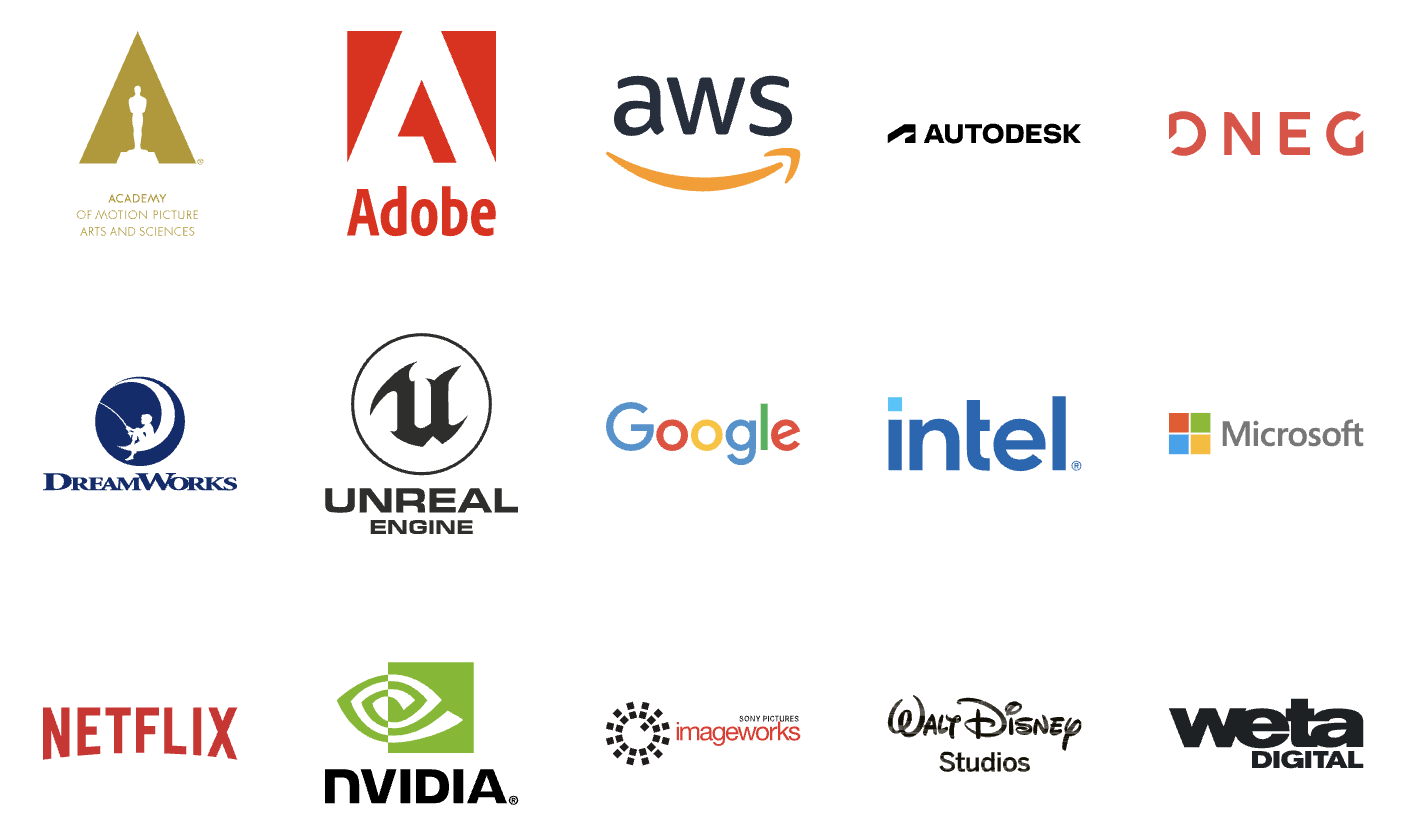 ACADEMY
OF MOTION PICTURE
ARTS AND SCIENCES
Adobe
aws
AUTODESK
DNEG
DREAMWORKS
UNREAL
ENGINE
Google
intel®
Microsoft
NETFLIX
NVIDIA®
SONY PICTURES
imageworks
WALT DISNEY
Studios
weta
DIGITAL